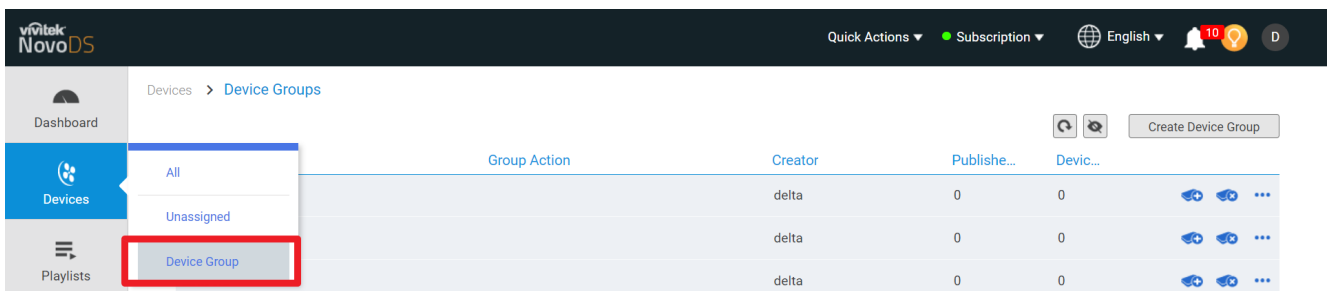 vivitek
NovoDS
Quick Actions ▼
Subscription ▼
English ▼
10
D
Devices > Device Groups
Dashboard
Create Device Group
Group Action
Creator
Publishe...
Devic...
Devices
All
Unassigned
Device Group
delta 0 0
delta 0 0
delta 0 0
Playlists